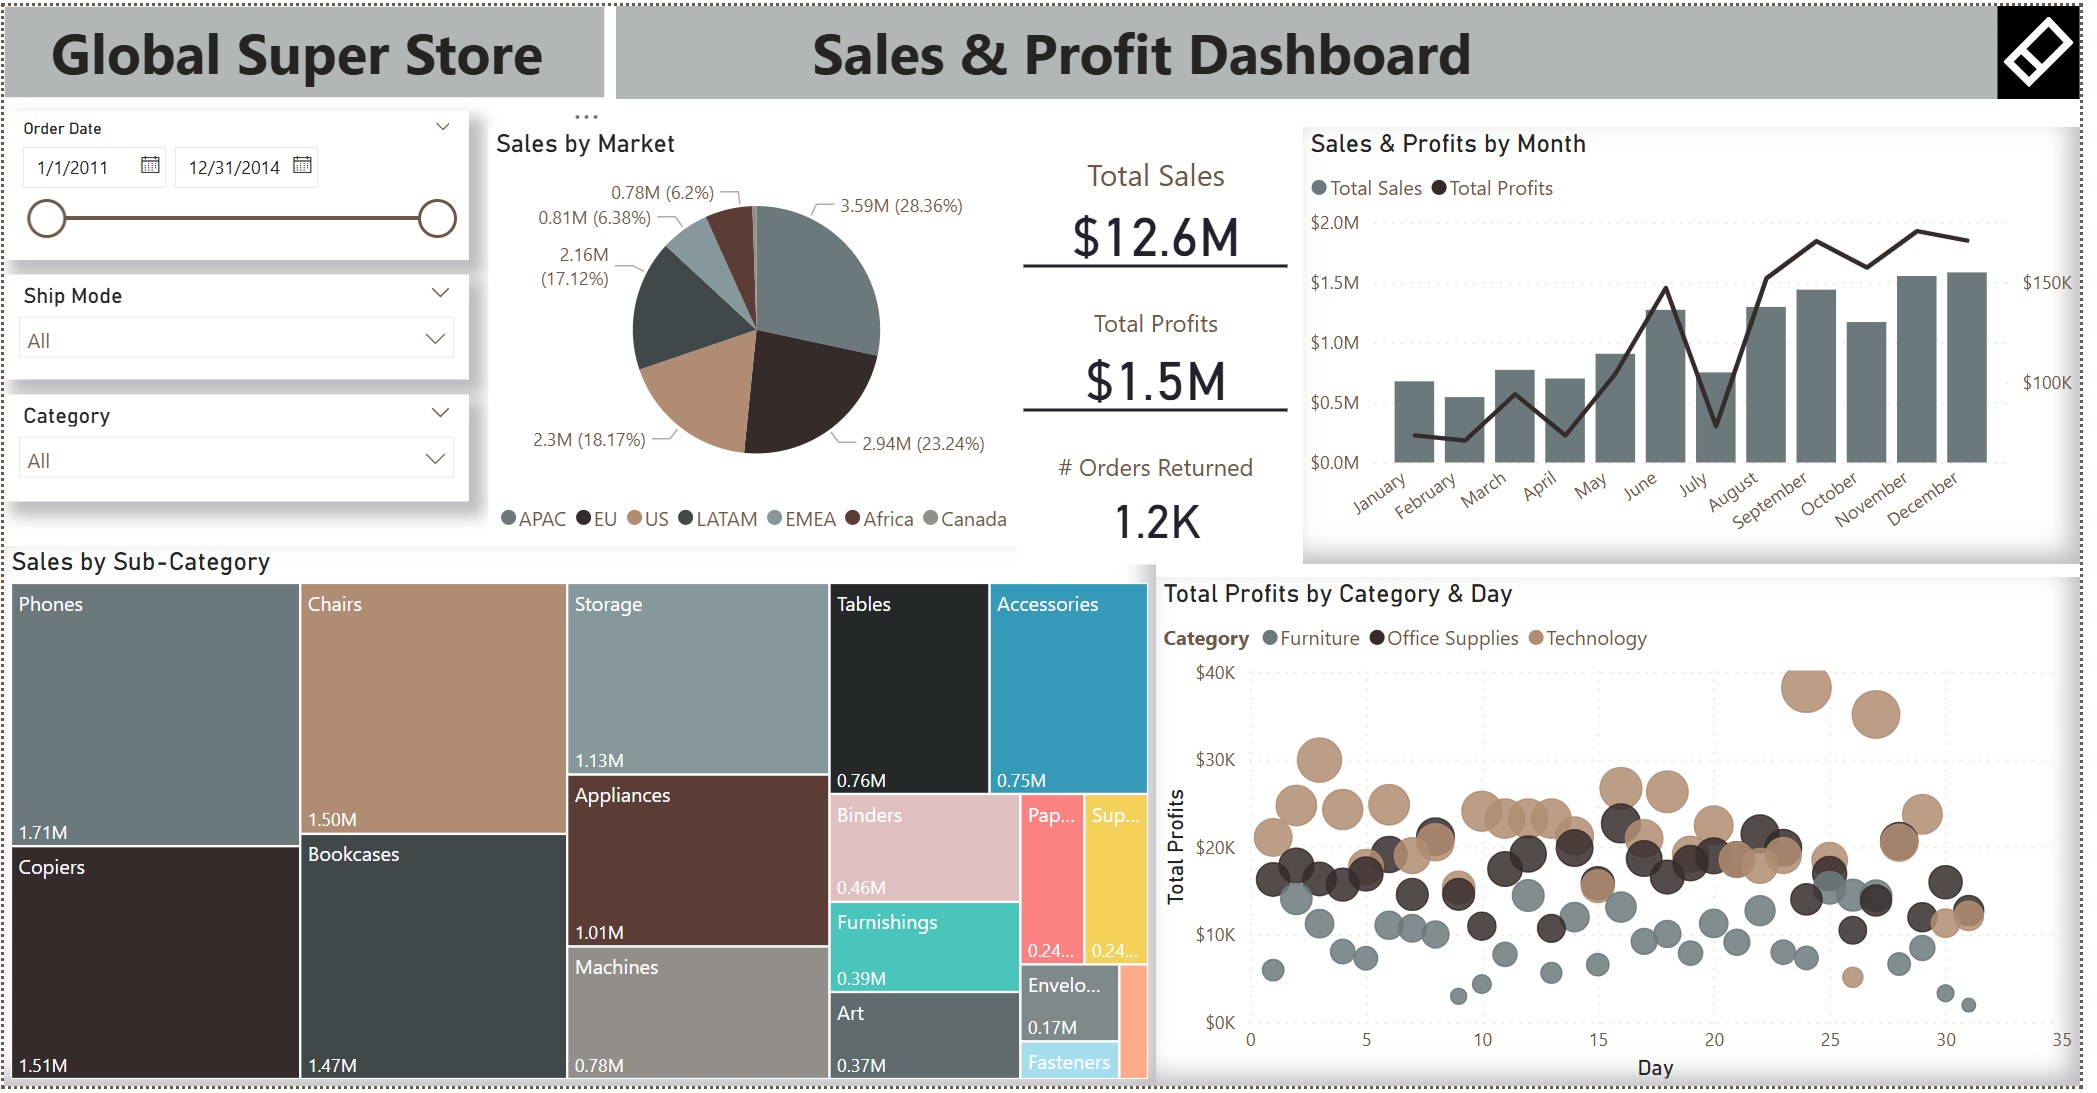 Global Super Store
Sales & Profit Dashboard
Order Date
1/1/2011
12/31/2014
Ship Mode
All
Category
All
Sales by Market
0.78M (6.2%)
0.81M (6.38%)
2.16M
(17.12%)
2.3M (18.17%)
3.59M (28.36%)
2.94M (23.24%)
APAC EU US LATAM EMEA Africa Canada
Total Sales
$12.6M
Total Profits
$1.5M
# Orders Returned
1.2K
Sales & Profits by Month
Total Sales Total Profits
$2.0M
$1.5M
$1.0M
$0.5M
$0.0M
$150K
$100K
January
February
March
April
May
June
July
August
September
October
November
December
Sales by Sub-Category
Phones
1.71M
Copiers
1.51M
Chairs
1.50M
Bookcases
1.47M
Storage
1.13M
Appliances
1.01M
Machines
0.78M
Tables
0.76M
Accessories
0.75M
Binders
0.46M
Furnishings
0.39M
Art
0.37M
Pap...
0.24...
Sup...
0.24...
Envelo...
0.17M
Fasteners
Total Profits by Category & Day
Category Furniture Office Supplies Technology
Total Profits
$40K
$30K
$20K
$10K
$0K
0 5 10 15 20 25 30 35
Day